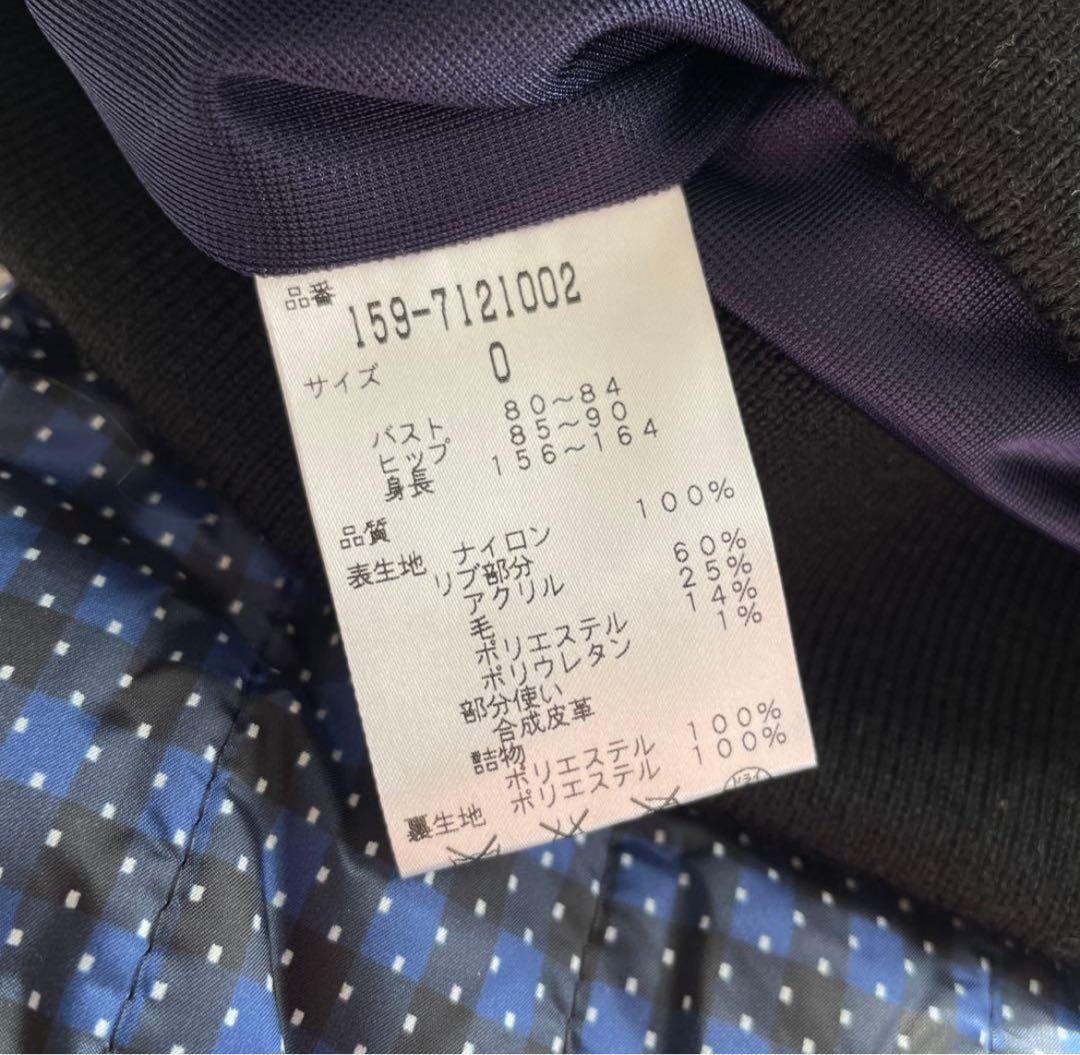 品番
159-7121002
サイズ 0
バスト 80～84
ヒップ 85～90
身長 156～164
品質
表生地 ナイロン 100%
リブ部分
アクリル 60%
毛 25%
ポリエステル 14%
ポリウレタン 1%
部分使い
合成皮革
詰物
ポリエステル 100%
裏生地 ポリエステル 100%
ドライ